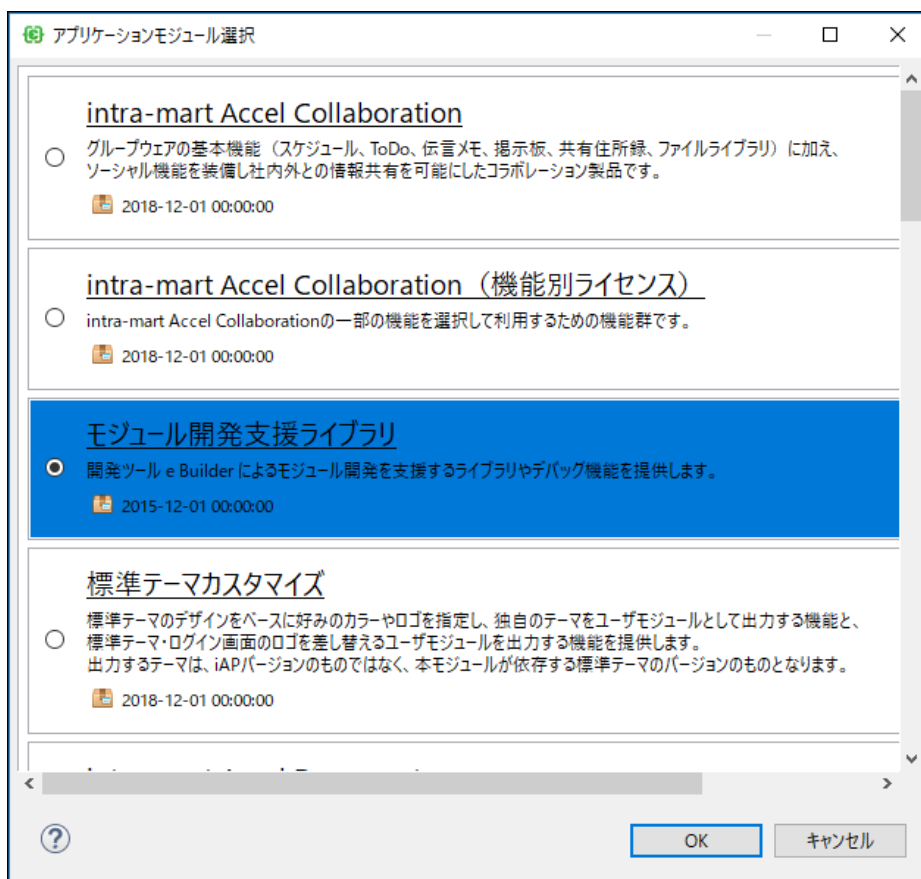 アプリケーションモジュール選択
intra-mart Accel Collaboration
グループウェアの基本機能（スケジュール、ToDo、伝言メモ、掲示板、共有住所録、ファイルライブラリ）に加え、
ソーシャル機能を装備し社内外との情報共有を可能にしたコラボレーション製品です。
2018-12-01 00:00:00
intra-mart Accel Collaboration（機能別ライセンス）
intra-mart Accel Collaborationの一部の機能を選択して利用するための機能群です。
2018-12-01 00:00:00
モジュール開発支援ライブラリ
開発ツール e Builder によるモジュール開発を支援するライブラリやデバッグ機能を提供します。
2015-12-01 00:00:00
標準テーマカスタマイズ
標準テーマのデザインをベースに好みのカラーやロゴを指定し、独自のテーマをユーザモジュールとして出力する機能と、
標準テーマ・ログイン画面のロゴを差し替えるユーザモジュールを出力する機能を提供します。
出力するテーマは、iAPバージョンのものではなく、本モジュールが依存する標準テーマのバージョンのものとなります。
2018-12-01 00:00:00
OK
キャンセル